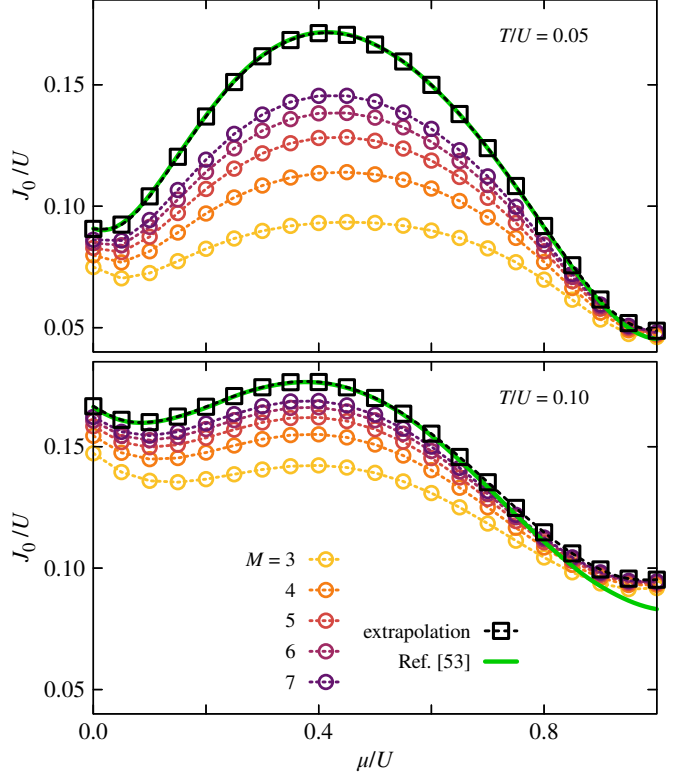 T/U = 0.05
0.15
0.10
0.05
J₀/U
T/U = 0.10
0.15
0.10
0.05
J₀/U
M = 3
4
5
6
7
extrapolation
Ref. [53]
0.0 0.4 0.8
μ/U